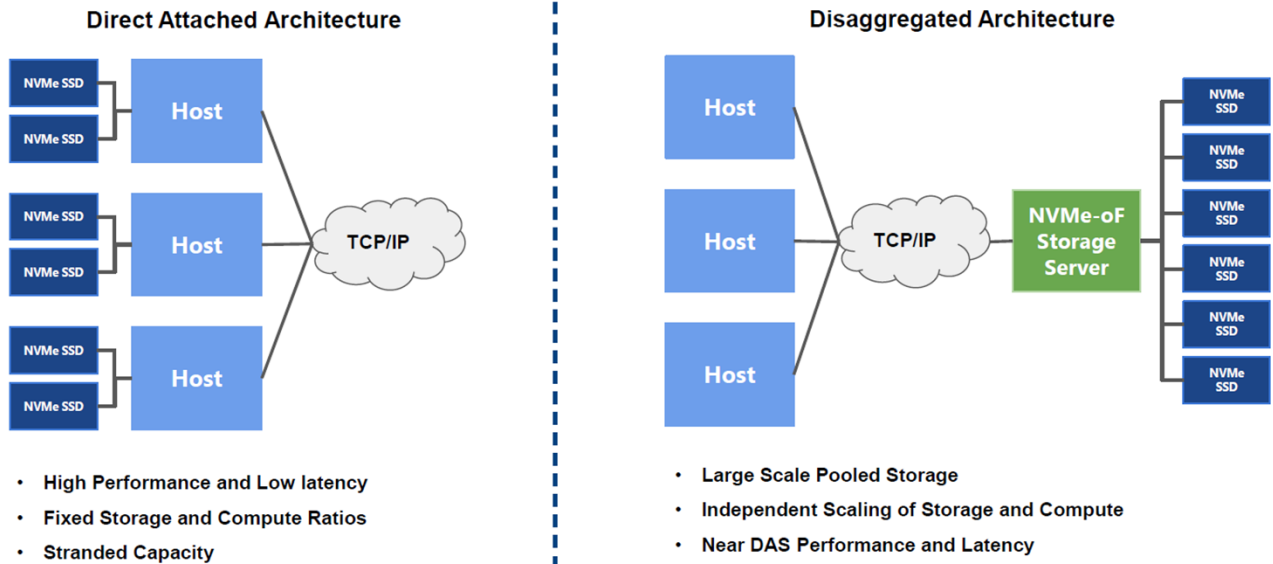 Direct Attached Architecture
NVMe SSD
NVMe SSD
Host
NVMe SSD
NVMe SSD
Host
NVMe SSD
NVMe SSD
Host
TCP/IP
• High Performance and Low latency
• Fixed Storage and Compute Ratios
• Stranded Capacity
Disaggregated Architecture
Host
Host
Host
TCP/IP
NVMe-oF
Storage
Server
NVMe
SSD
NVMe
SSD
NVMe
SSD
NVMe
SSD
NVMe
SSD
NVMe
SSD
• Large Scale Pooled Storage
• Independent Scaling of Storage and Compute
• Near DAS Performance and Latency